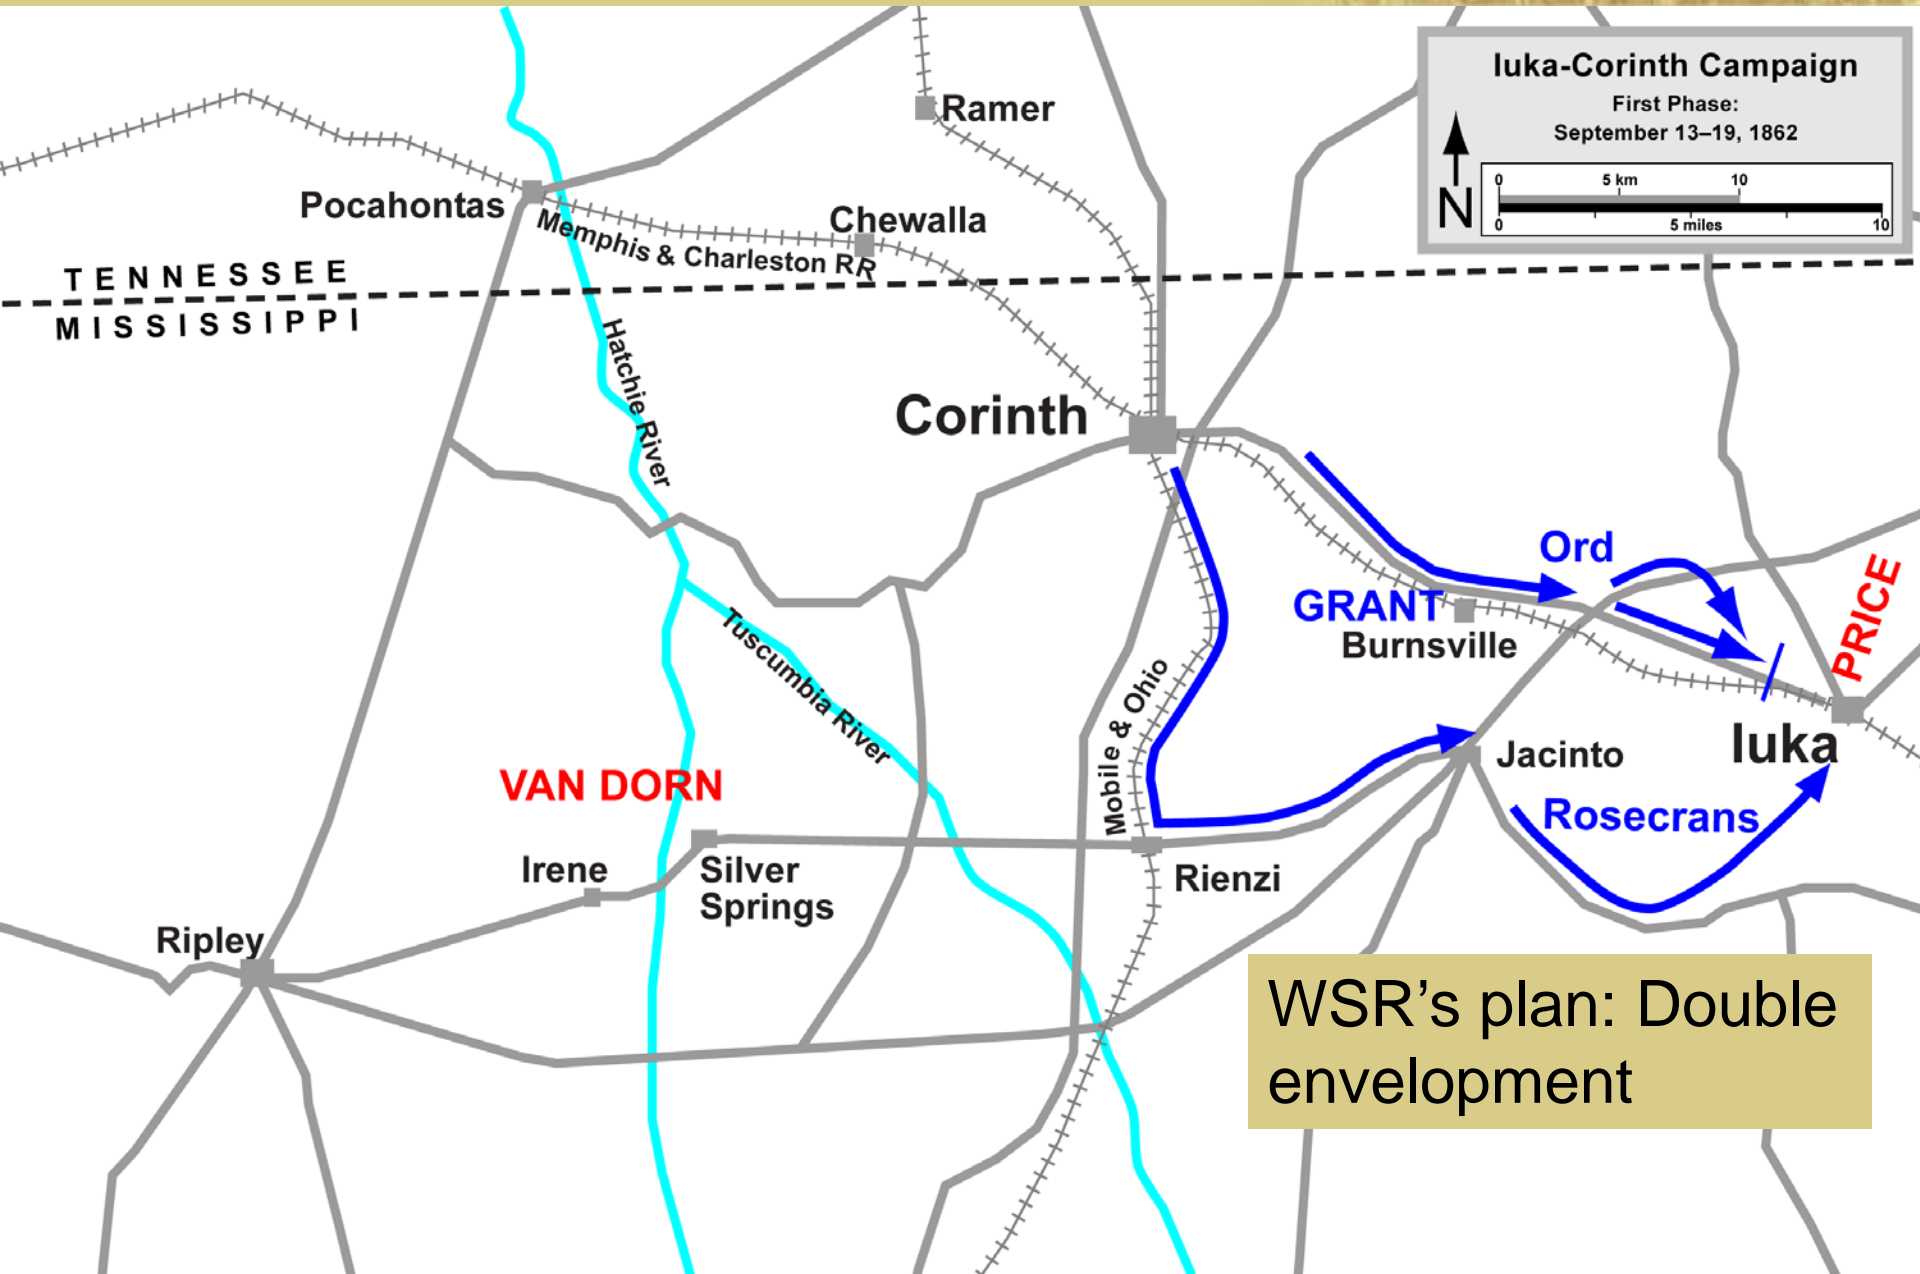 Iuka-Corinth Campaign
First Phase:
September 13–19, 1862
0 5 km 10
N
0 5 miles 10
Ramer
Pocahontas
Chewalla
Memphis & Charleston RR
TENNESSEE
MISSISSIPPI
Hatchie River
Corinth
Ord
GRANT
Burnsville
PRICE
Tuscumbia River
Mobile & Ohio
Iuka
Jacinto
VAN DORN
Rosecrans
Irene
Silver
Springs
Rienzi
Ripley
WSR’s plan: Double
envelopment